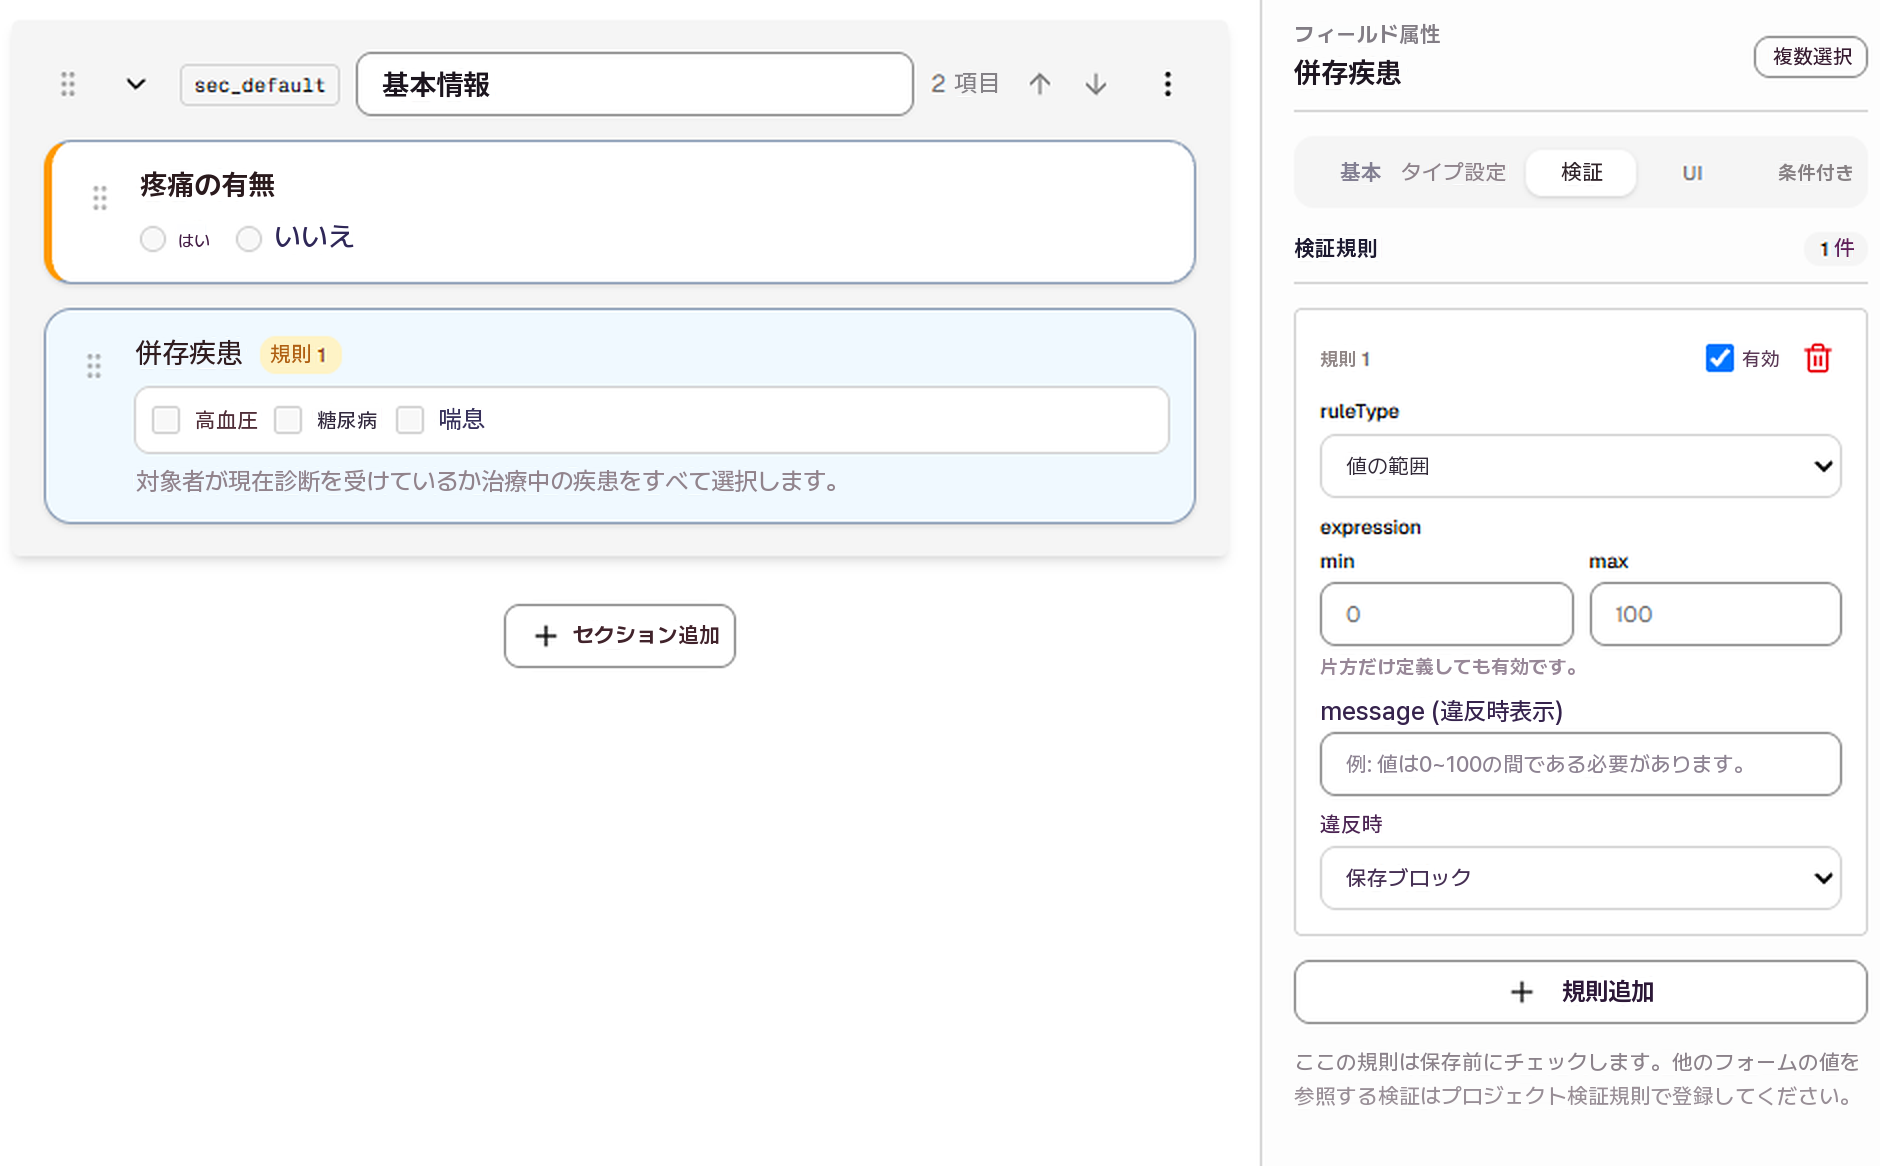 sec_default 基本情報 2 項目
疼痛の有無
はい いいえ
併存疾患 規則 1
高血圧 糖尿病 喘息
対象者が現在診断を受けているか治療中の疾患をすべて選択します。
セクション追加
フィールド属性
併存疾患
複数選択
基本 タイプ設定 検証 UI 条件付き
検証規則 1 件
規則 1 有効
ruleType
値の範囲
expression
min max
0 100
片方だけ定義しても有効です。
message (違反時表示)
例: 値は0~100の間である必要があります。
違反時
保存ブロック
規則追加
ここの規則は保存前にチェックします。他のフォームの値を
参照する検証はプロジェクト検証規則で登録してください。